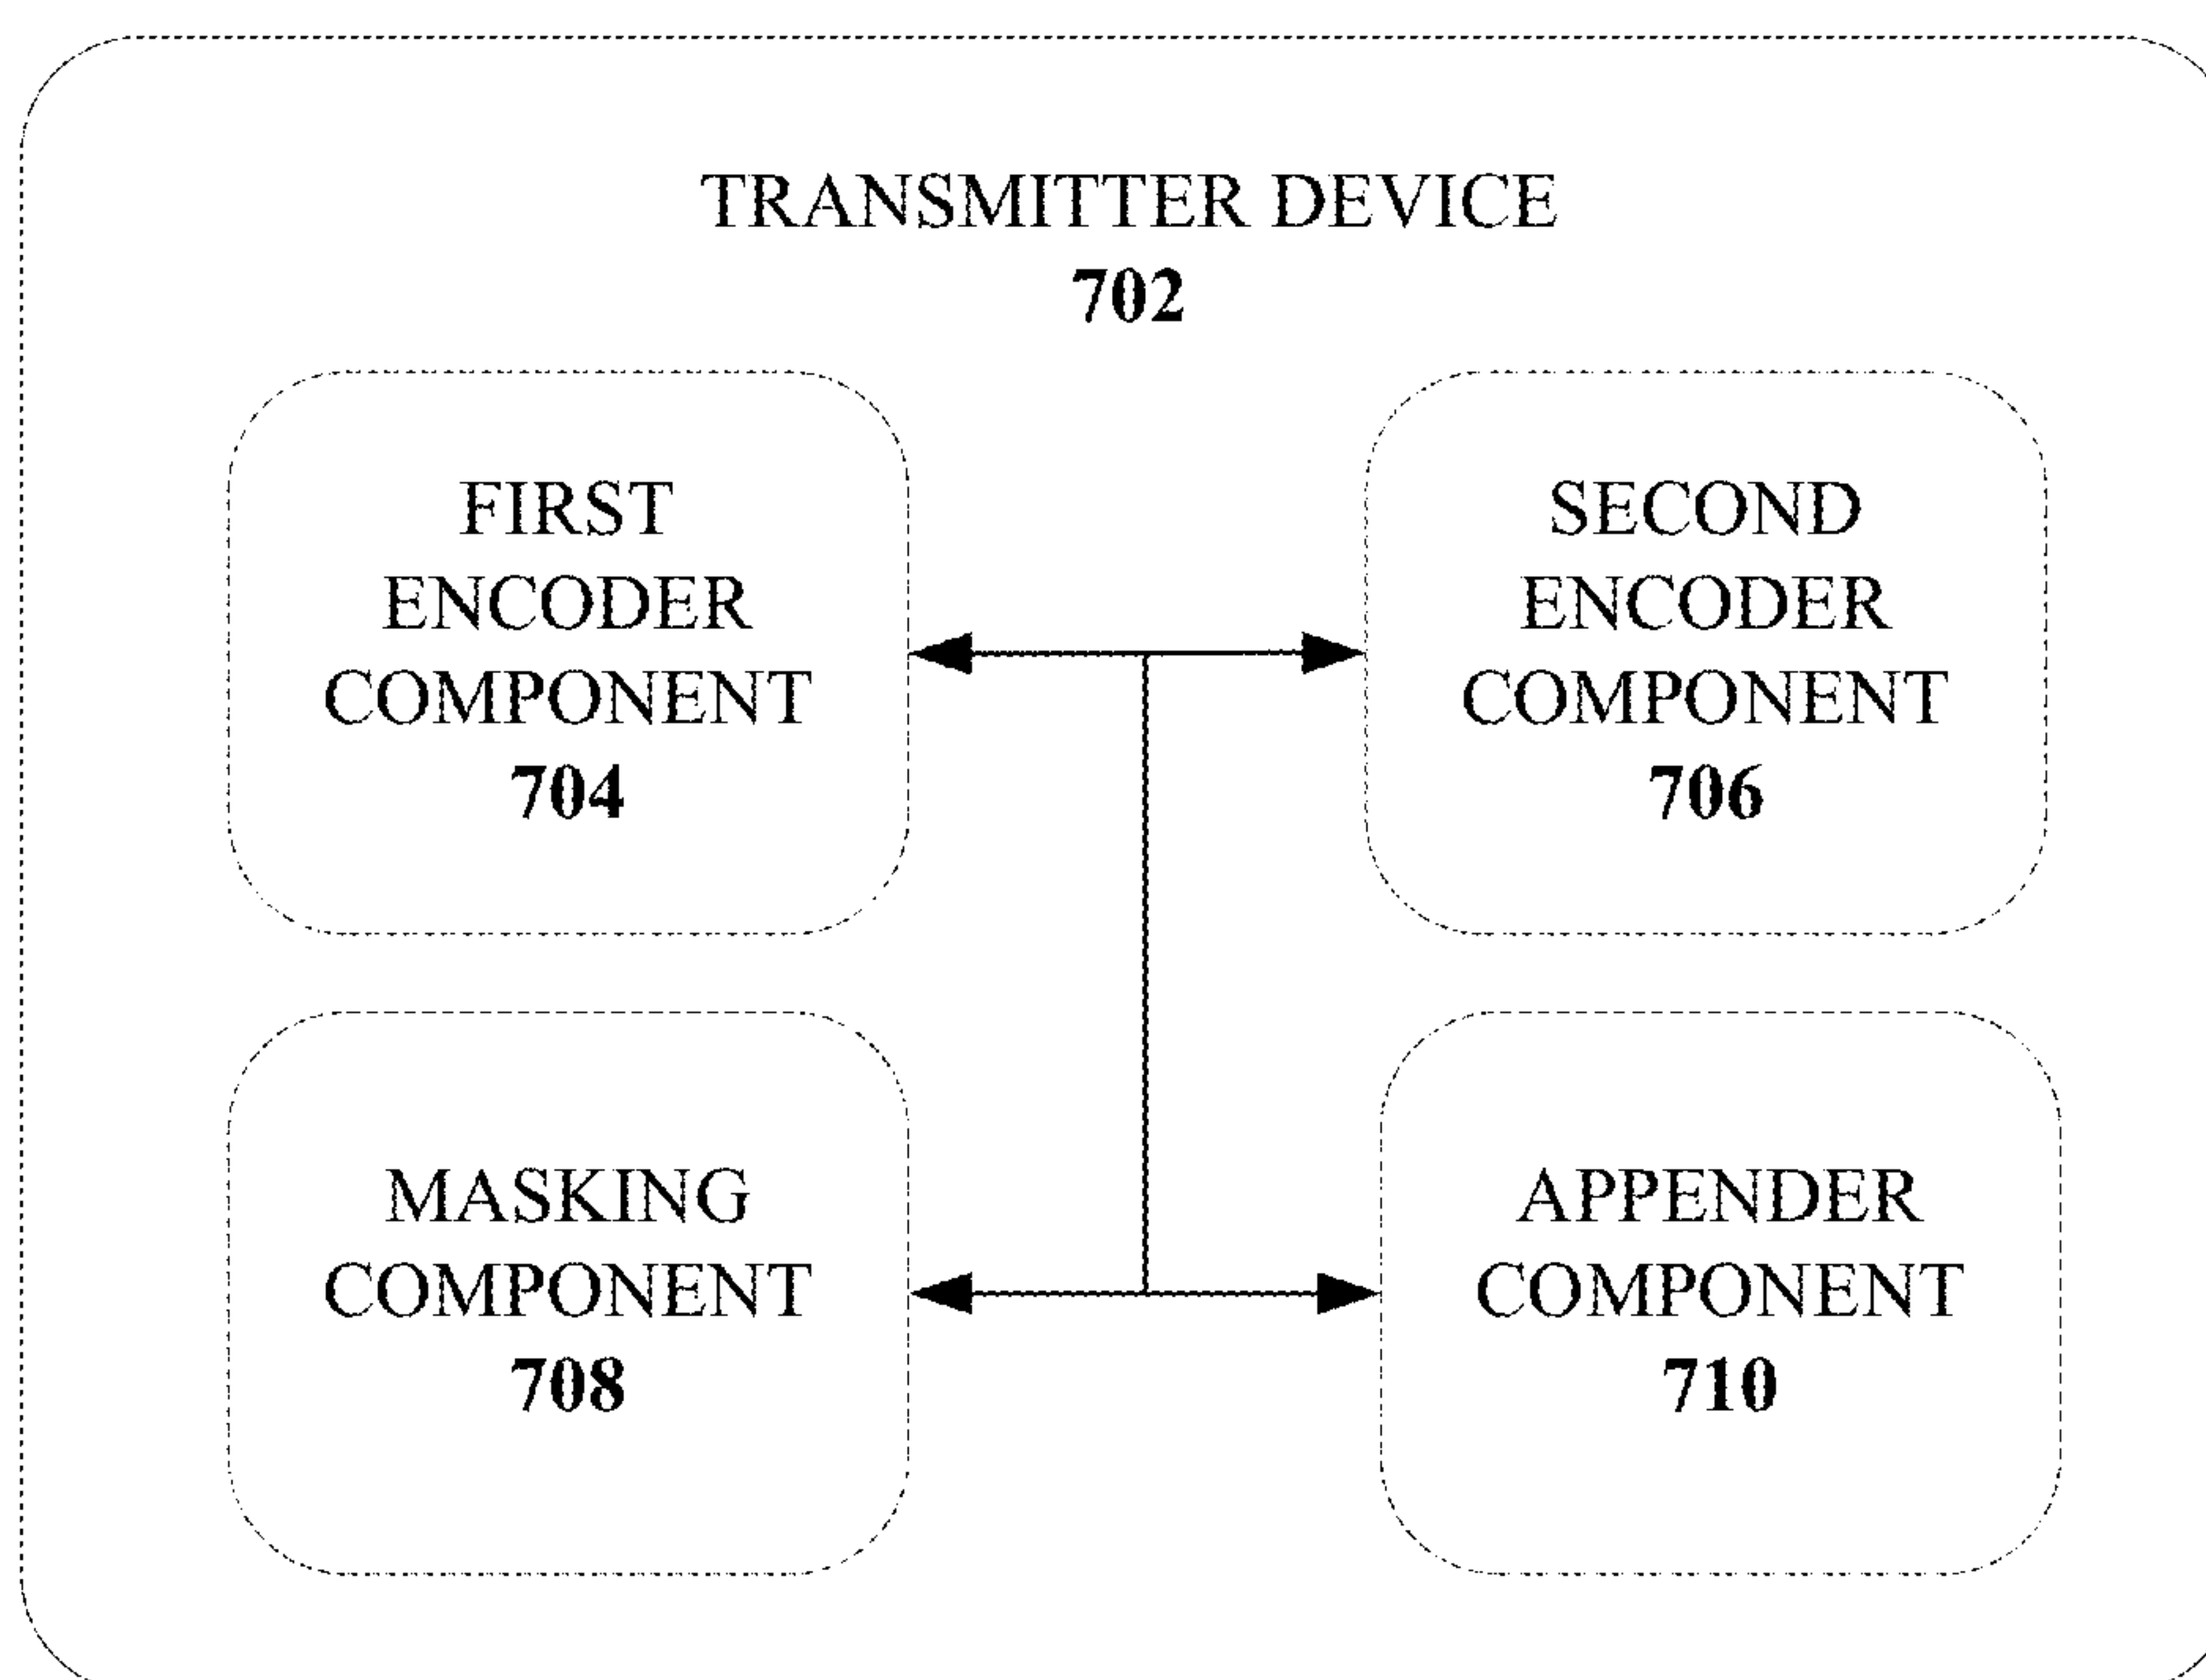 TRANSMITTER DEVICE
702
FIRST
ENCODER
COMPONENT
704
SECOND
ENCODER
COMPONENT
706
MASKING
COMPONENT
708
APPENDER
COMPONENT
710